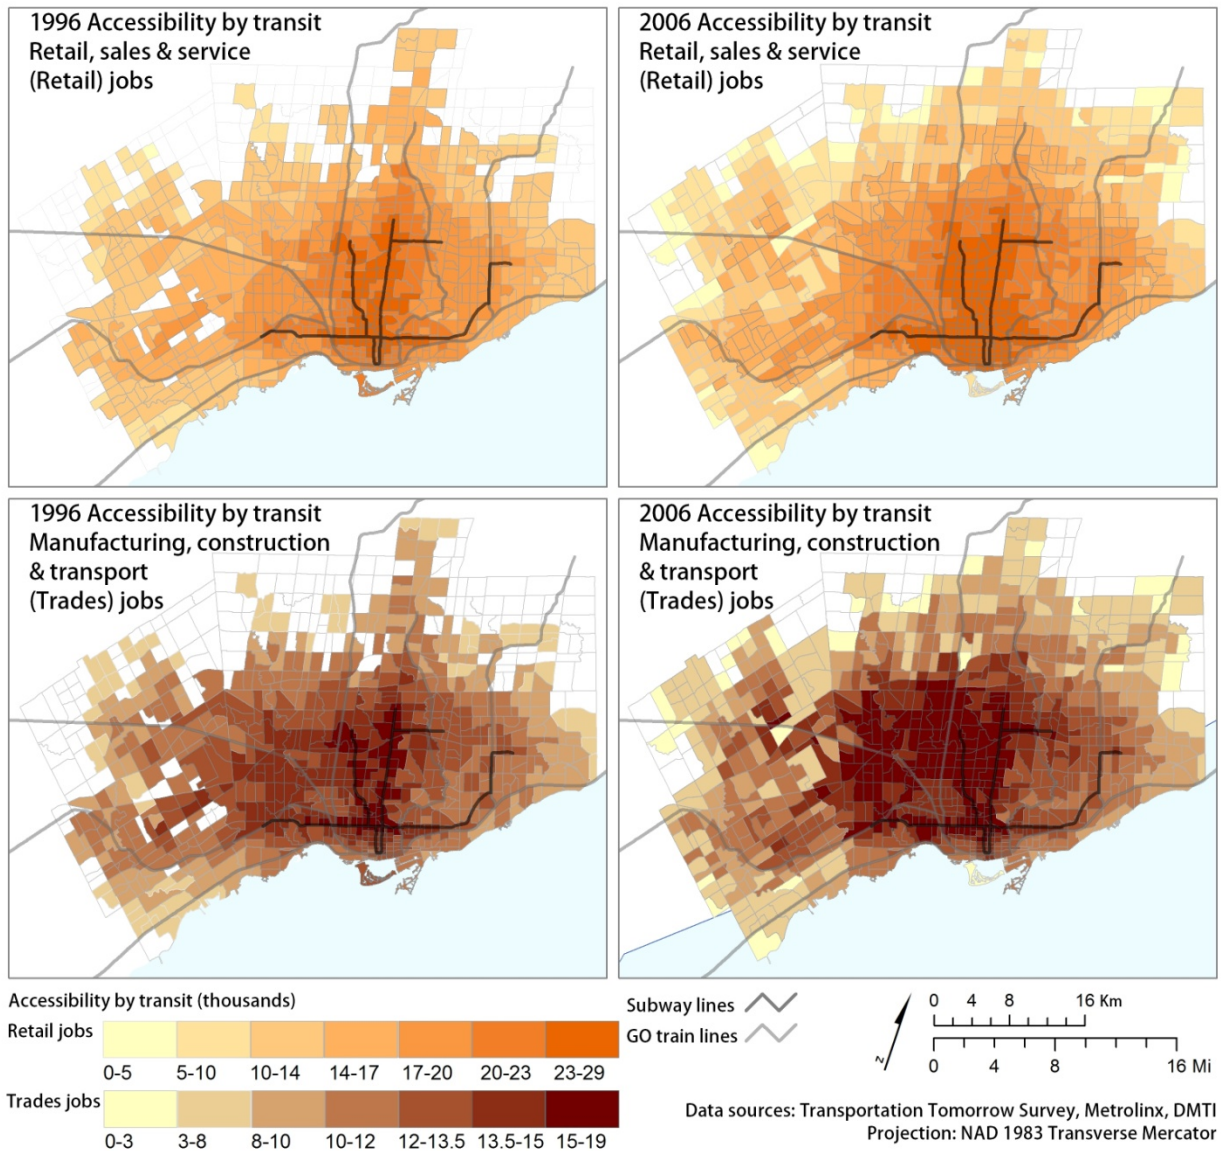 1996 Accessibility by transit
Retail, sales & service
(Retail) jobs
2006 Accessibility by transit
Retail, sales & service
(Retail) jobs
1996 Accessibility by transit
Manufacturing, construction
& transport
(Trades) jobs
2006 Accessibility by transit
Manufacturing, construction
& transport
(Trades) jobs
Accessibility by transit (thousands)
Retail jobs
0-5 5-10 10-14 14-17 17-20 20-23 23-29
Trades jobs
0-3 3-8 8-10 10-12 12-13.5 13.5-15 15-19
Subway lines
GO train lines
N
0 4 8 16 Km
0 4 8 16 Mi
Data sources: Transportation Tomorrow Survey, Metrolinx, DMTI
Projection: NAD 1983 Transverse Mercator